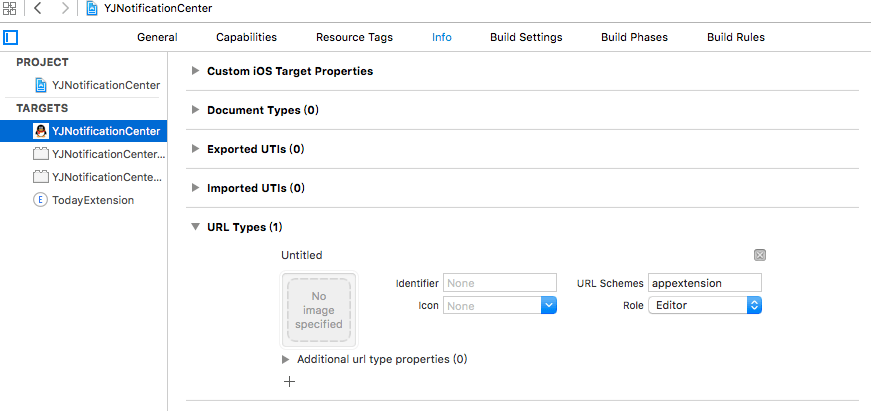 YJNotificationCenter
General Capabilities Resource Tags Info Build Settings Build Phases Build Rules
PROJECT
YJNotificationCenter
TARGETS
YJNotificationCenter
YJNotificationCenter...
YJNotificationCente...
E TodayExtension
Custom iOS Target Properties
Document Types (0)
Exported UTIs (0)
Imported UTIs (0)
URL Types (1)
Untitled
No
image
specified
Identifier None URL Schemes appextension
Icon None Role Editor
Additional url type properties (0)